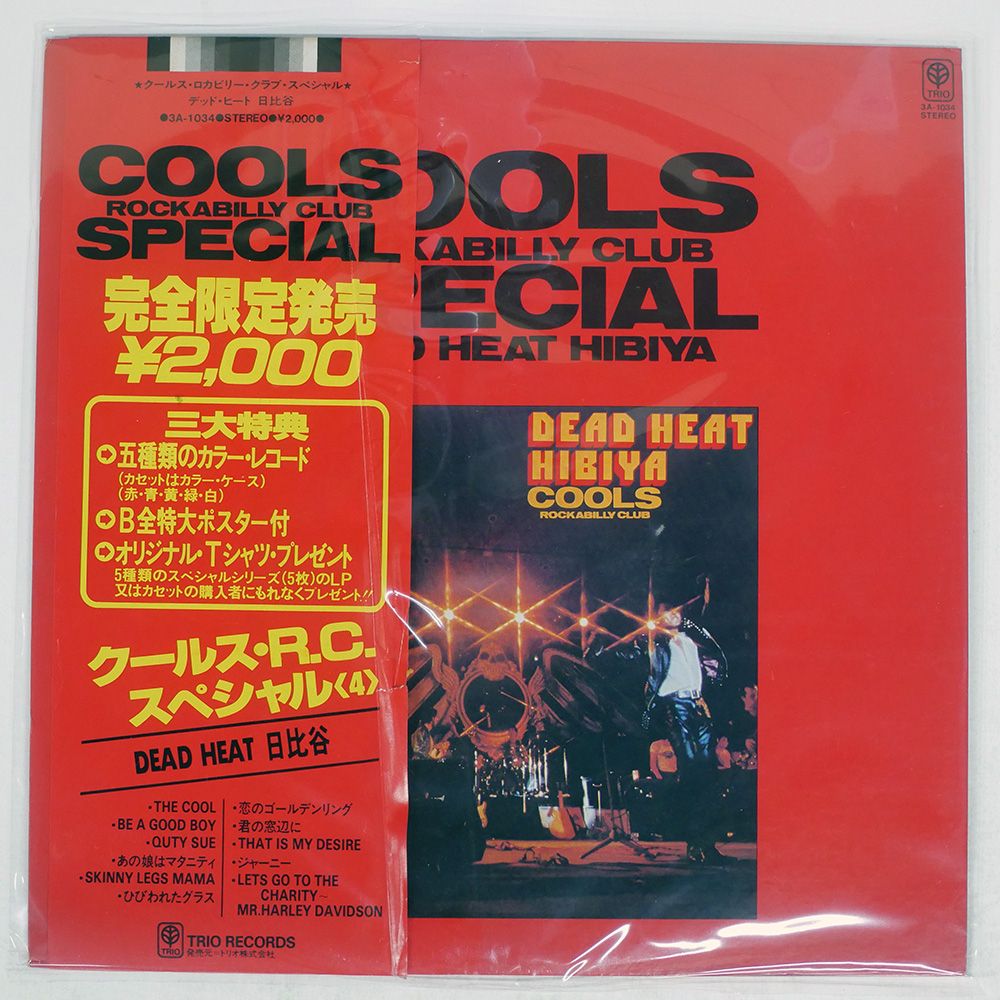 ★クールス・ロカビリー・クラブ・スペシャル★
デッド・ヒート 日比谷
●3A-1034●STEREO●¥2,000●
COOLS
ROCKABILLY CLUB
SPECIAL
完全限定発売
¥2,000
三大特典
➪五種類のカラー・レコード
(カセットはカラー・ケース)
(赤・青・黄・緑・白)
➪B全特大ポスター付
➪オリジナル・Tシャツ・プレゼント
5種類のスペシャルシリーズ(5枚)のLP
又はカセットの購入者にもれなくプレゼント!!
クールス・R.C.
スペシャル〈4〉
DEAD HEAT 日比谷
・THE COOL
・BE A GOOD BOY
・QUTY SUE
・あの娘はマタニティ
・SKINNY LEGS MAMA
・ひびわれたグラス
・恋のゴールデンリング
・君の窓辺に
・THAT IS MY DESIRE
・ジャーニー
・LETS GO TO THE
CHARITY〜
MR.HARLEY DAVIDSON
TRIO
TRIO RECORDS
発売元=トリオ株式会社
TRIO
3A-1034
STEREO
OOLS
KABILLY CLUB
PECIAL
D HEAT HIBIYA
DEAD HEAT
HIBIYA
COOLS
ROCKABILLY CLUB